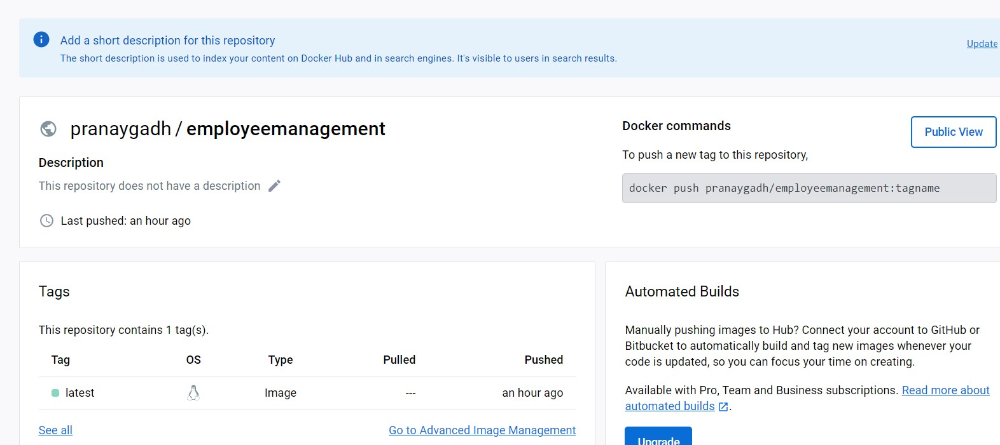 Add a short description for this repository
The short description is used to index your content on Docker Hub and in search engines. It's visible to users in search results.
Update
pranaygadh / employeemanagement
Description
This repository does not have a description
Last pushed: an hour ago
Docker commands
Public View
To push a new tag to this repository,
docker push pranaygadh/employeemanagement:tagname
Tags
This repository contains 1 tag(s).
Tag OS Type Pulled Pushed
latest Image --- an hour ago
See all Go to Advanced Image Management
Automated Builds
Manually pushing images to Hub? Connect your account to GitHub or
Bitbucket to automatically build and tag new images whenever your
code is updated, so you can focus your time on creating.
Available with Pro, Team and Business subscriptions. Read more about
automated builds .
Upgrade